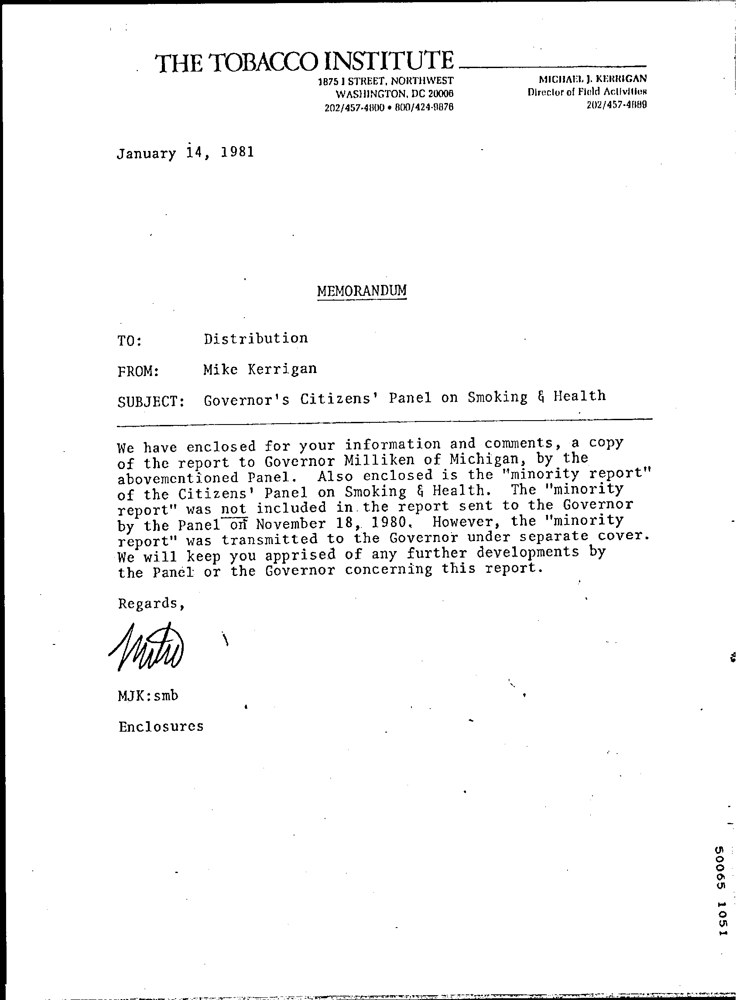 THE TOBACCO INSTITUTE
1875 I STREET, NORTHWEST
WASHINGTON, DC 20006
202/457-4800 • 800/424-9876
MICHAEL J. KERRIGAN
Director of Field Activities
202/457-4889
January 14, 1981
MEMORANDUM
TO: Distribution
FROM: Mike Kerrigan
SUBJECT: Governor's Citizens' Panel on Smoking & Health
We have enclosed for your information and comments, a copy
of the report to Governor Milliken of Michigan, by the
abovementioned Panel. Also enclosed is the "minority report"
of the Citizens' Panel on Smoking & Health. The "minority
report" was not included in the report sent to the Governor
by the Panel on November 18, 1980. However, the "minority
report" was transmitted to the Governor under separate cover.
We will keep you apprised of any further developments by
the Panel or the Governor concerning this report.
Regards,
Mike
MJK:smb
Enclosures
50065 1051